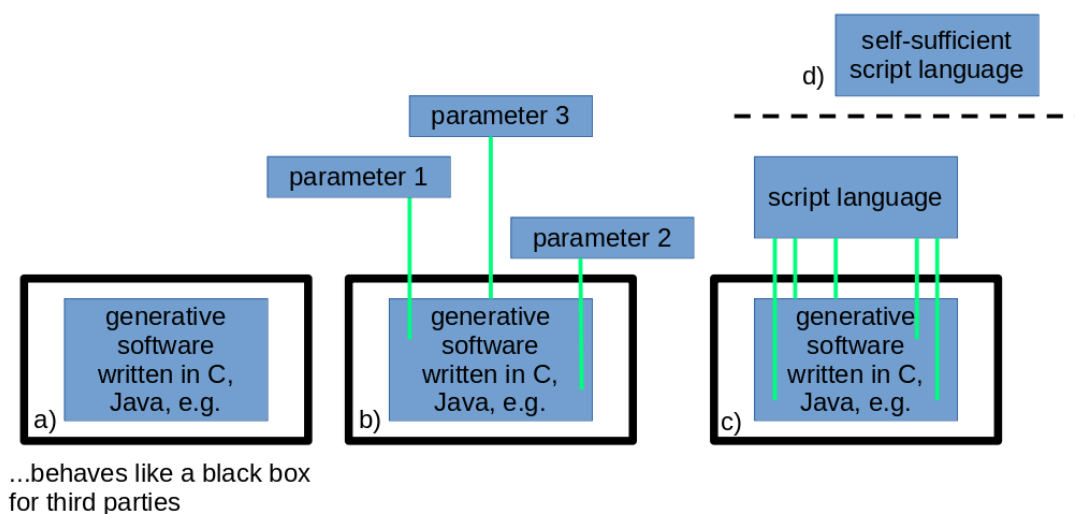 self-sufficient
script language
d)
parameter 3
parameter 1
script language
parameter 2
generative
software
written in C,
Java, e.g.
a)
generative
software
written in C,
Java, e.g.
b)
generative
software
written in C,
Java, e.g.
c)
...behaves like a black box
for third parties